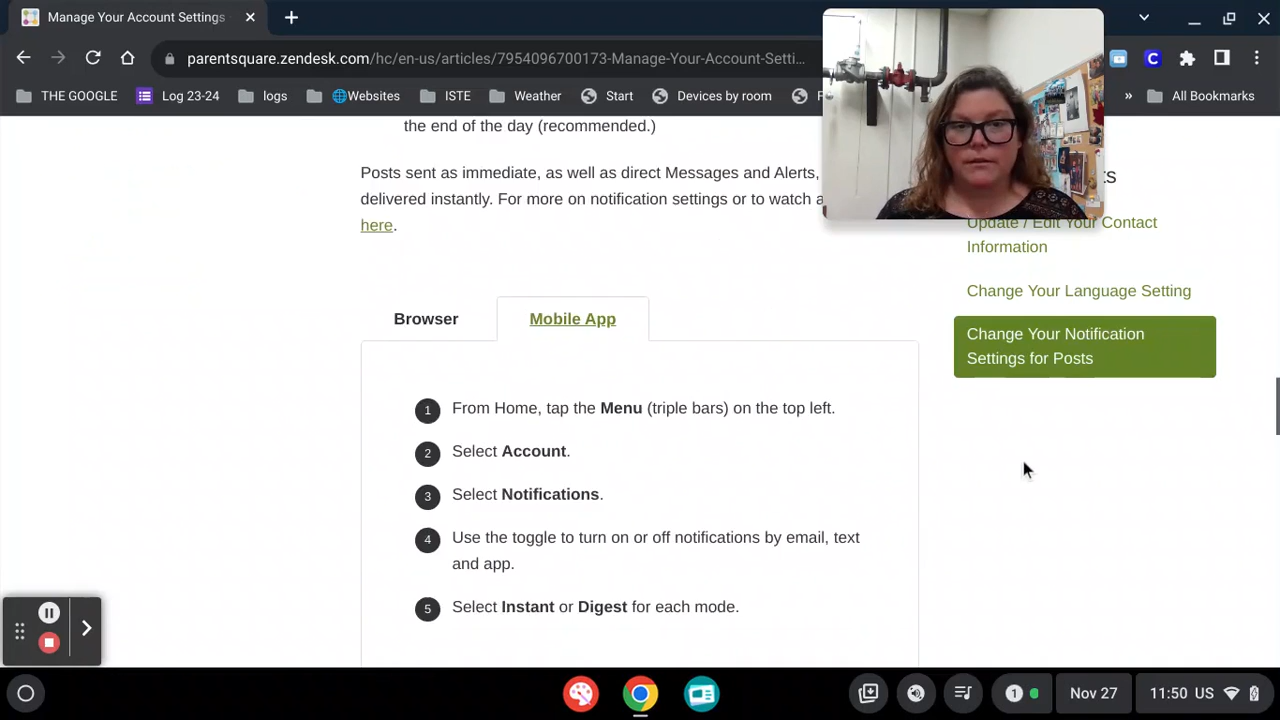 Manage Your Account Settings
parentsquare.zendesk.com/hc/en-us/articles/7954096700173-Manage-Your-Account-Setti...
THE GOOGLE Log 23-24 logs Websites ISTE Weather Start Devices by room » All Bookmarks
the end of the day (recommended.)
Posts sent as immediate, as well as direct Messages and Alerts,
delivered instantly. For more on notification settings or to watch a
here.
Update / Edit Your Contact
Information
Change Your Language Setting
Change Your Notification
Settings for Posts
Browser Mobile App
1 From Home, tap the Menu (triple bars) on the top left.
2 Select Account.
3 Select Notifications.
4 Use the toggle to turn on or off notifications by email, text
and app.
5 Select Instant or Digest for each mode.
1 Nov 27 11:50 US